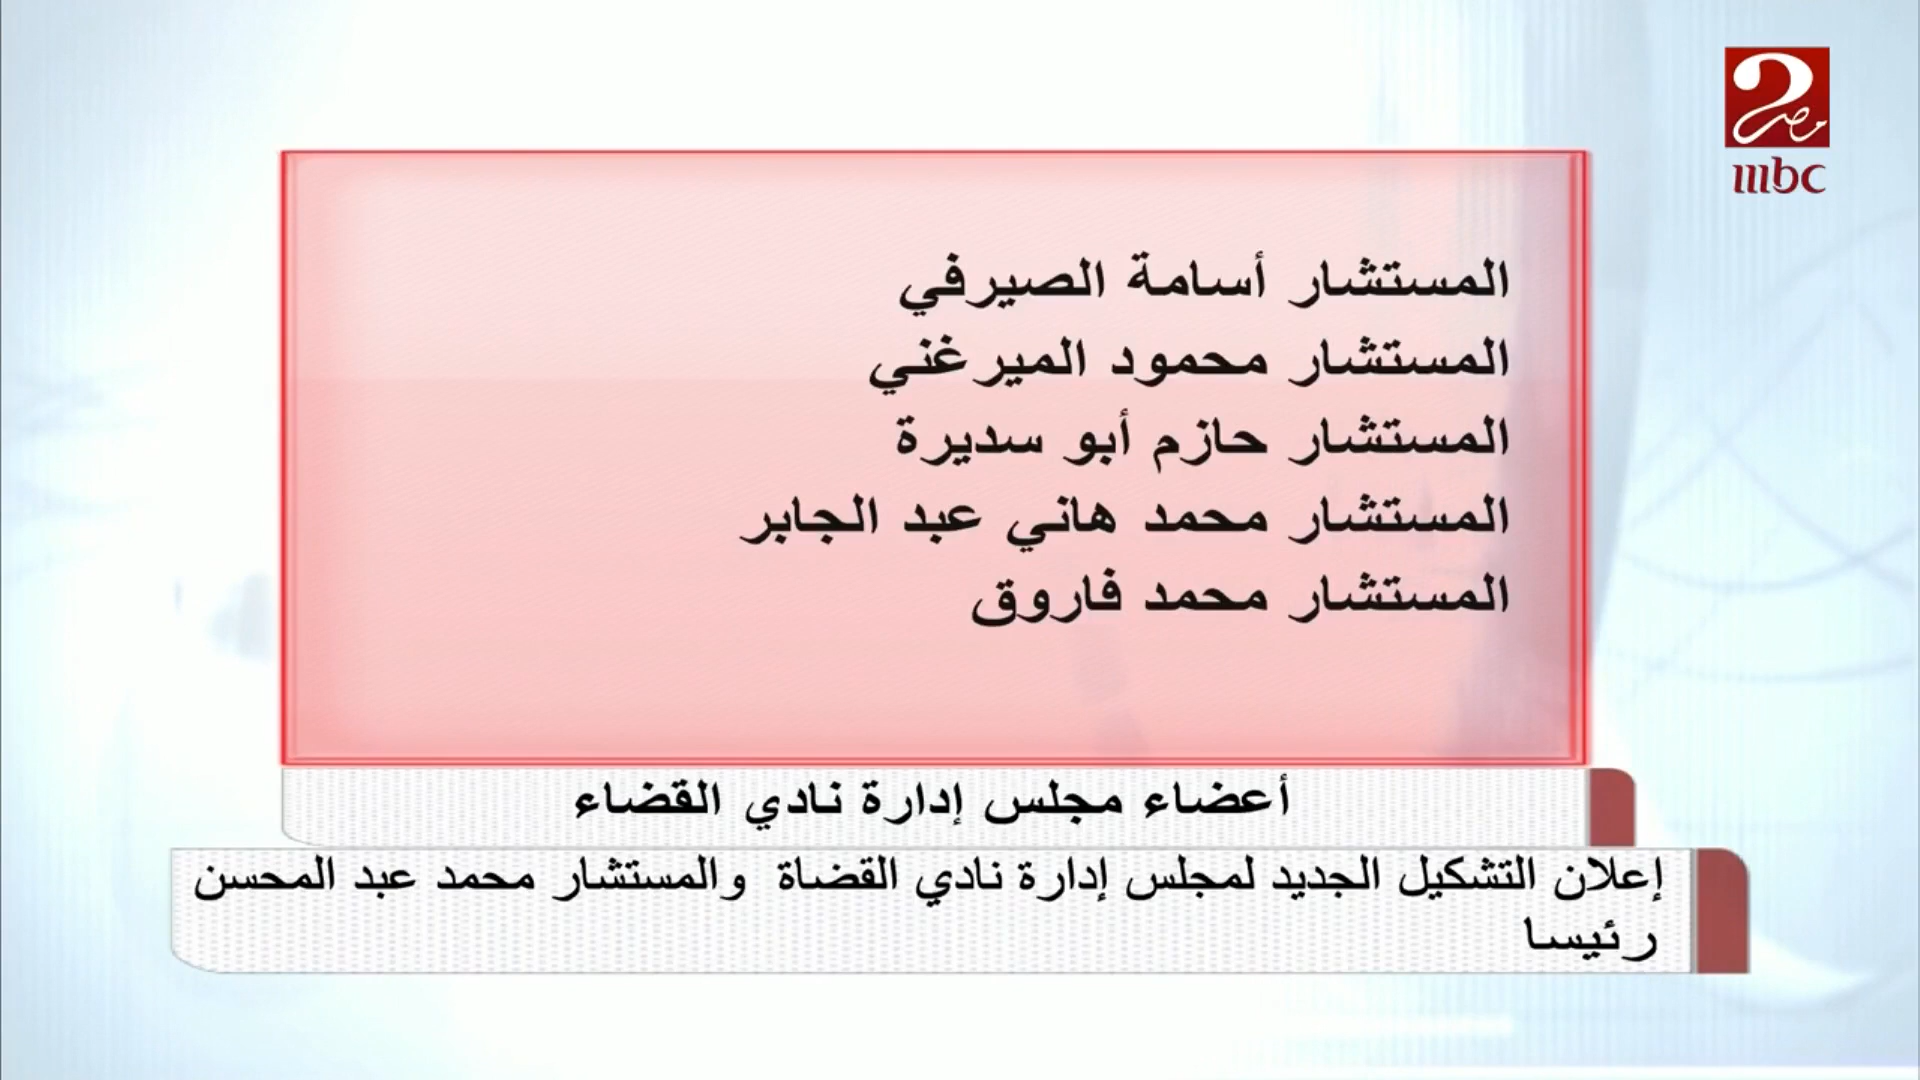 مصر
mbc
المستشار أسامة الصيرفي
المستشار محمود الميرغني
المستشار حازم أبو سديرة
المستشار محمد هاني عبد الجابر
المستشار محمد فاروق
أعضاء مجلس إدارة نادي القضاء
إعلان التشكيل الجديد لمجلس إدارة نادي القضاة والمستشار محمد عبد المحسن
رئيسا